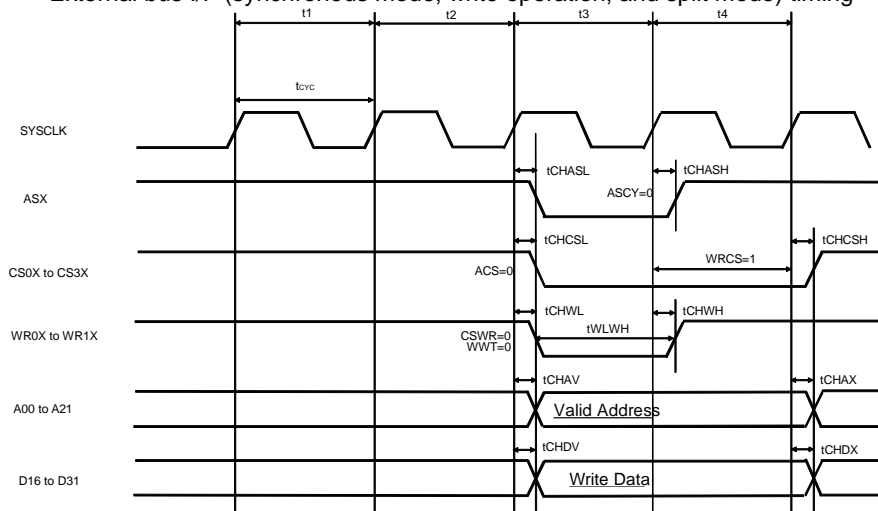 External bus I/F (synchronous mode, write operation, and split mode) timing
t1 t2 t3 t4
tCYC
SYSCLK
tCHASL tCHASH
ASX ASCY=0
tCHCSL tCHCSH
CS0X to CS3X ACS=0 WRCS=1
tCHWL tCHWH
WR0X to WR1X CSWR=0 tWLWH
WWT=0
tCHAV tCHAX
A00 to A21 Valid Address
tCHDV tCHDX
D16 to D31 Write Data